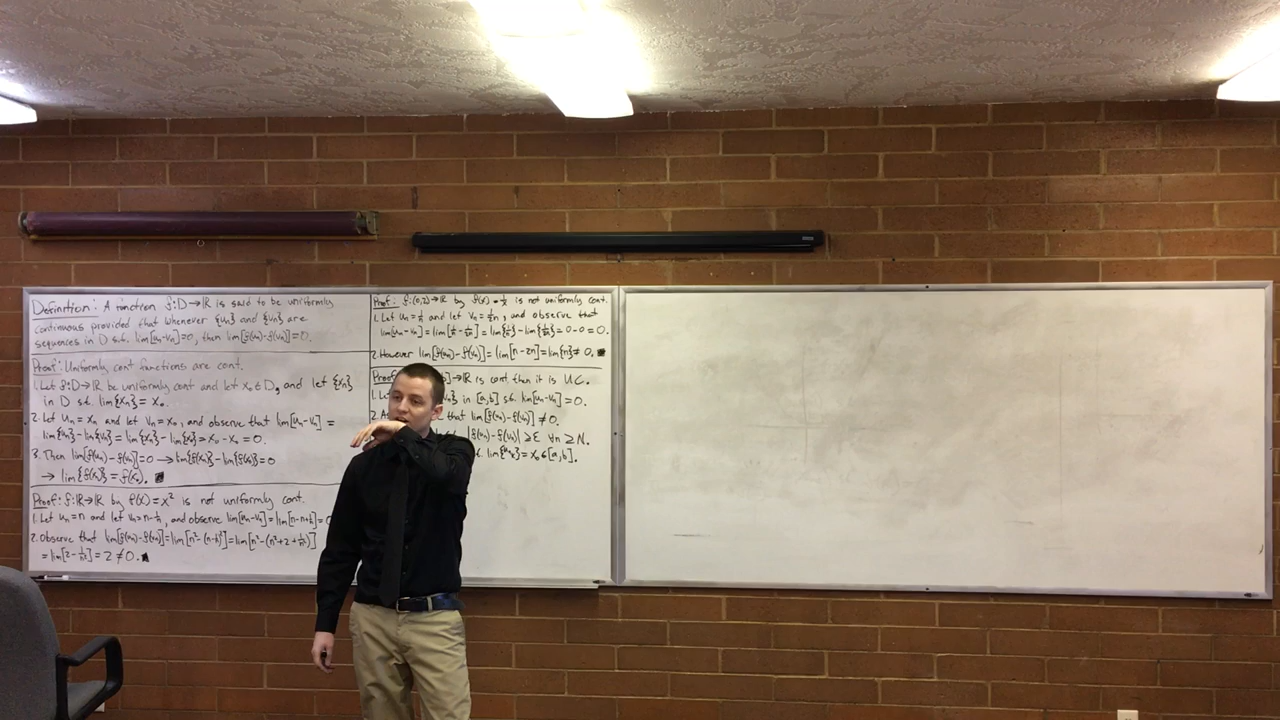 Definition: A function f:D→ℝ is said to be uniformly
continuous provided that whenever {uₙ} and {vₙ} are
sequences in D s.t. lim[uₙ-vₙ]=0, then lim[f(uₙ)-f(vₙ)]=0.
Proof: Uniformly cont functions are cont.
1. Let f:D→ℝ be uniformly cont and let x₀∈D, and let {xₙ}
in D s.t. lim{xₙ}=x₀.
2. Let uₙ=xₙ and let vₙ=x₀, and observe that lim[uₙ-vₙ]=
lim{uₙ}-lim{vₙ}=lim{xₙ}-lim{x₀}=x₀-x₀=0.
3. Then lim[f(uₙ)-f(vₙ)]=0 → lim{f(xₙ)}-lim{f(x₀)}=0
→ lim{f(xₙ)}=f(x₀). ■
Proof: f:ℝ→ℝ by f(x)=x² is not uniformly cont.
1. Let uₙ=n and let vₙ=n-1/n, and observe lim[uₙ-vₙ]=lim[n-n+1/n]=0
2. Observe that lim[f(uₙ)-f(vₙ)]=lim[n²-(n-1/n)²]=lim[n²-(n²+2+1/n²)]
=lim[2-1/n²]=2≠0. ■
Proof: f:(0,2)→ℝ by f(x)=1/x is not uniformly cont.
1. Let uₙ=1/n and let vₙ=1/2n, and observe that
lim[uₙ-vₙ]=lim[1/n-1/2n]=lim{1/n}-lim{1/2n}=0-0=0.
2. However lim[f(uₙ)-f(vₙ)]=lim[n-2n]=lim{n}≠0. ■
Proof: b]→ℝ is cont. then it is U.C.
1. in [a,b] s.t. lim[uₙ-vₙ]=0.
2. that lim[f(uₙ)-f(vₙ)]≠0.
|f(uₙ)-f(vₙ)|≥ε ∀n≥N.
lim{ }=x₀∈[a,b].